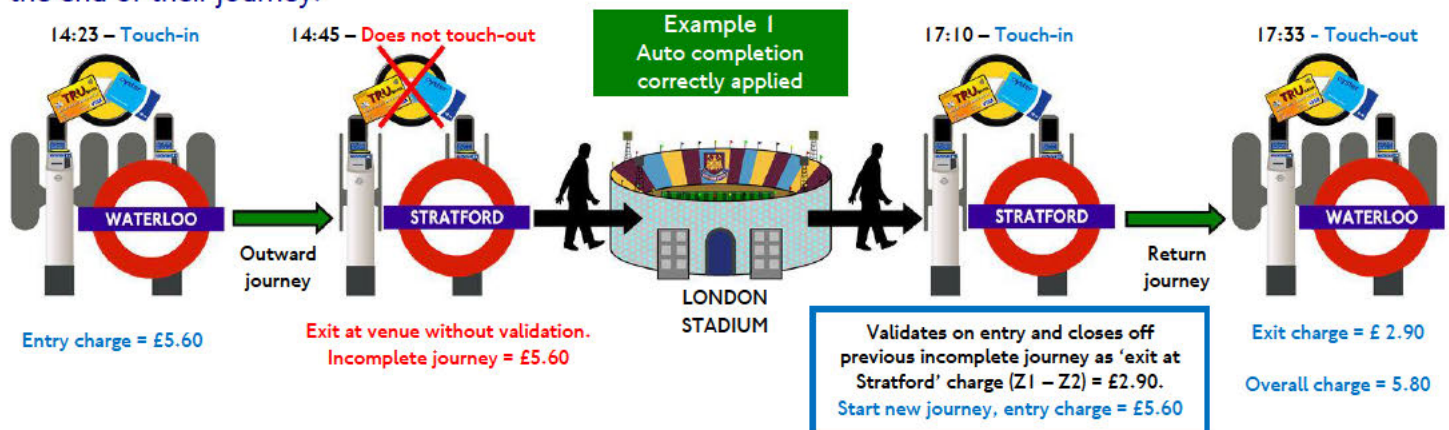 the end of their journey.
14:23 – Touch-in
14:45 – Does not touch-out
Example 1
Auto completion
correctly applied
17:10 – Touch-in
17:33 - Touch-out
WATERLOO
Outward
journey
STRATFORD
LONDON
STADIUM
STRATFORD
Return
journey
WATERLOO
Entry charge = £5.60
Exit at venue without validation.
Incomplete journey = £5.60
Validates on entry and closes off
previous incomplete journey as ‘exit at
Stratford’ charge (Z1 – Z2) = £2.90.
Start new journey, entry charge = £5.60
Exit charge = £ 2.90
Overall charge = 5.80